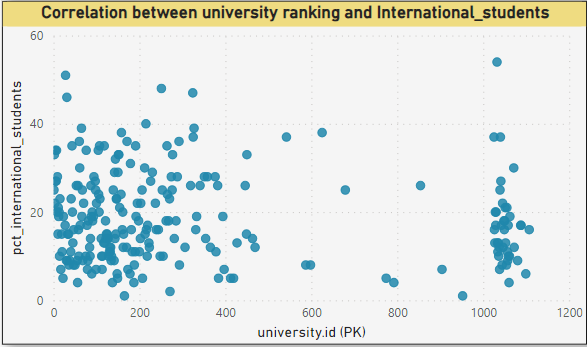 Correlation between university ranking and International_students
60
40
20
0
pct_international_students
0 200 400 600 800 1000 1200
university.id (PK)